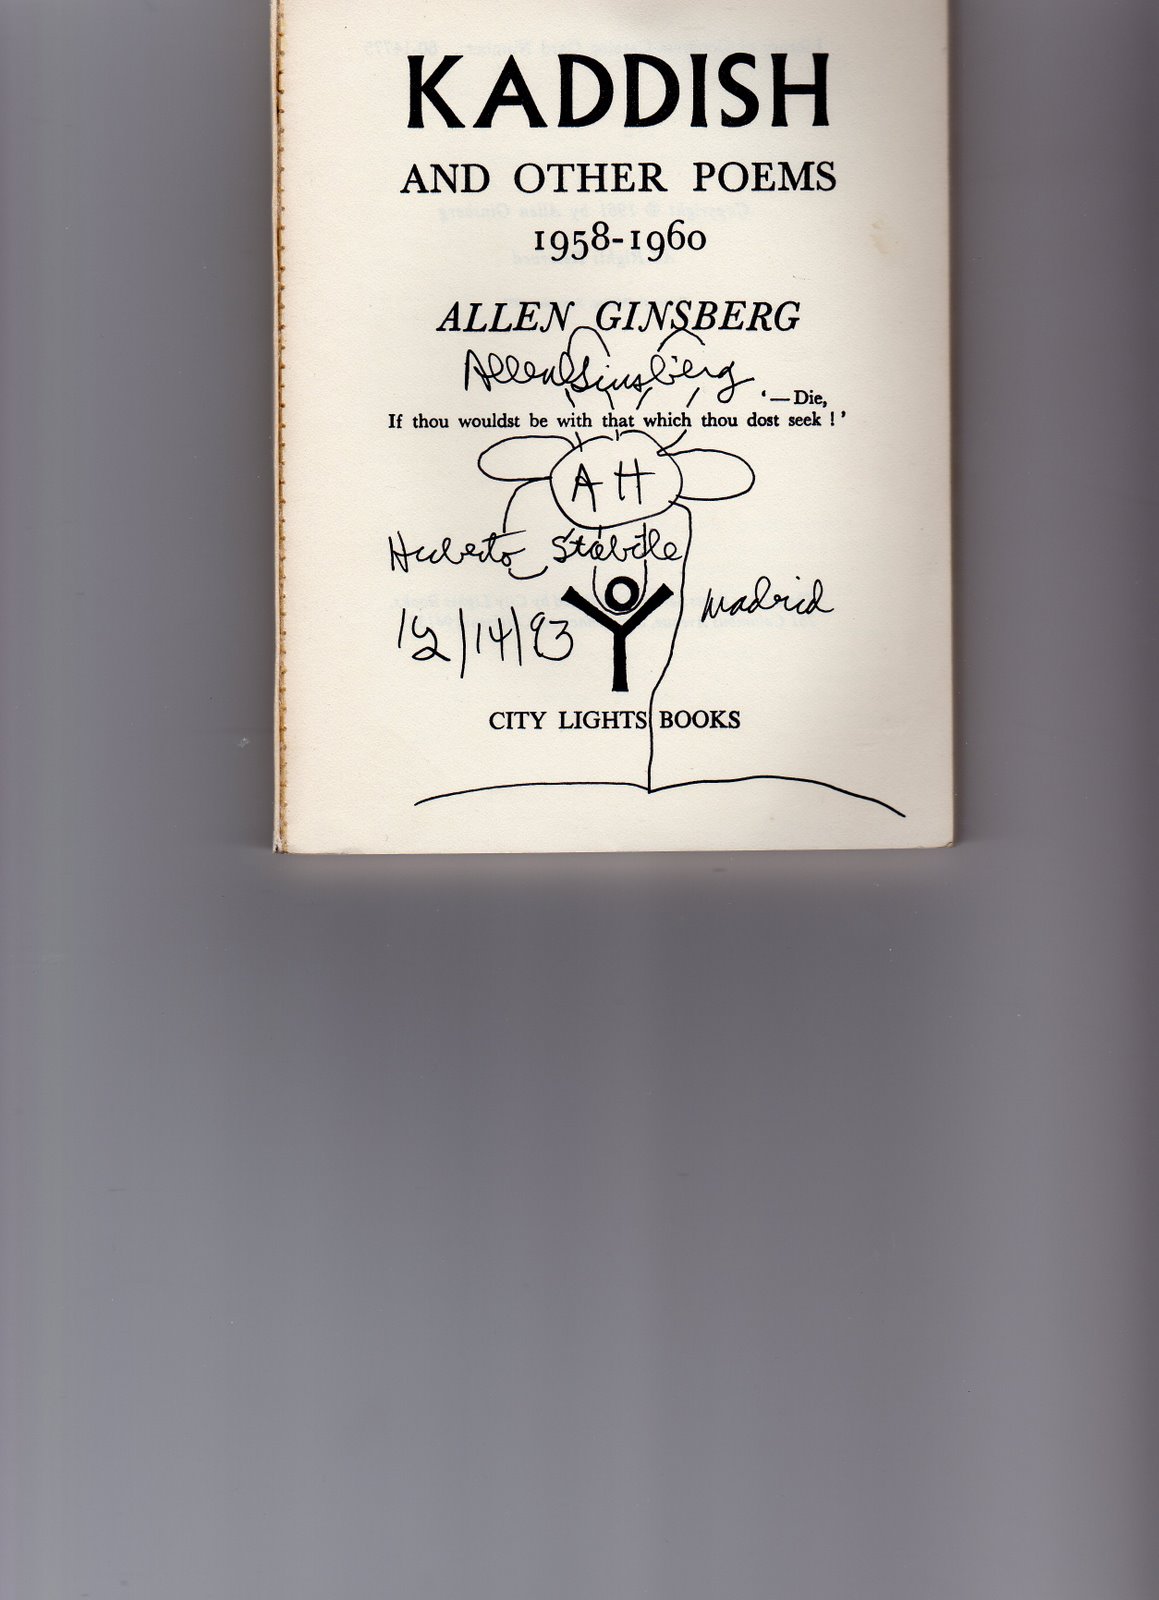 KADDISH
AND OTHER POEMS
1958-1960
ALLEN GINSBERG
Allen Ginsberg
'— Die,
If thou wouldst be with that which thou dost seek !'
AH
Huberto Stabile
Madrid
12/14/93
CITY LIGHTS BOOKS